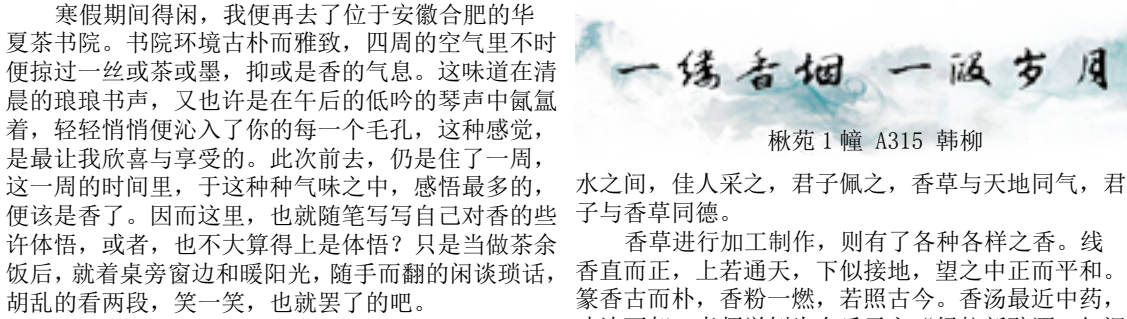 寒假期间得闲，我便再去了位于安徽合肥的华
夏茶书院。书院环境古朴而雅致，四周的空气里不时
便掠过一丝或茶或墨，抑或是香的气息。这味道在清
晨的琅琅书声，又也许是在午后的低吟的琴声中氤氲
着，轻轻悄悄便沁入了你的每一个毛孔，这种感觉，
是最让我欣喜与享受的。此次前去，仍是住了一周，
这一周的时间里，于这种种气味之中，感悟最多的，
便该是香了。因而这里，也就随笔写写自己对香的些
许体悟，或者，也不大算得上是体悟？只是当做茶余
饭后，就着桌旁窗边和暖阳光，随手而翻的闲谈琐话，
胡乱的看两段，笑一笑，也就罢了的吧。
一缕香烟 一段岁月
楸苑 1 幢 A315 韩柳
水之间，佳人采之，君子佩之，香草与天地同气，君
子与香草同德。
香草进行加工制作，则有了各种各样之香。线
香直而正，上若通天，下似接地，望之中正而平和。
篆香古而朴，香粉一燃，若照古今。香汤最近中药，